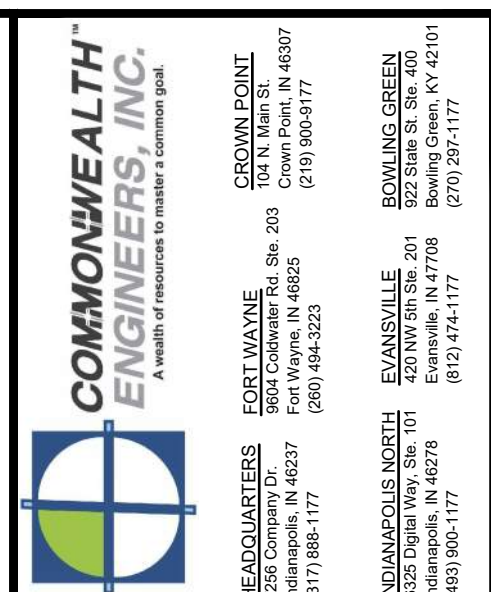 COMMONWEALTH™
ENGINEERS, INC.
A wealth of resources to master a common goal.
HEADQUARTERS
256 Company Dr.
ndianapolis, IN 46237
317) 888-1177
FORT WAYNE
9604 Coldwater Rd. Ste. 203
Fort Wayne, IN 46825
(260) 494-3223
CROWN POINT
104 N. Main St.
Crown Point, IN 46307
(219) 900-9177
NDIANAPOLIS NORTH
325 Digital Way, Ste. 101
ndianapolis, IN 46278
493) 900-1177
EVANSVILLE
420 NW 5th Ste. 201
Evansville, IN 47708
(812) 474-1177
BOWLING GREEN
922 State St. Ste. 400
Bowling Green, KY 42101
(270) 297-1177